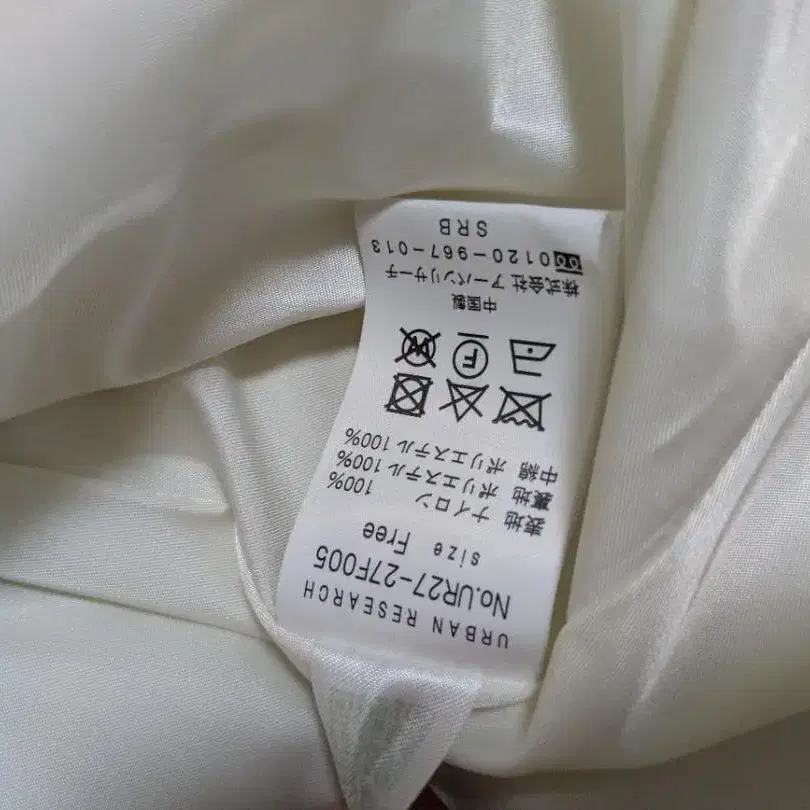 URBAN RESEARCH
No.UR27-27F005
size Free
表地 ナイロン 100%
裏地 ポリエステル 100%
中綿 ポリエステル 100%
F W
中国製
株式会社 アーバンリサーチ
0120-967-013
SRB